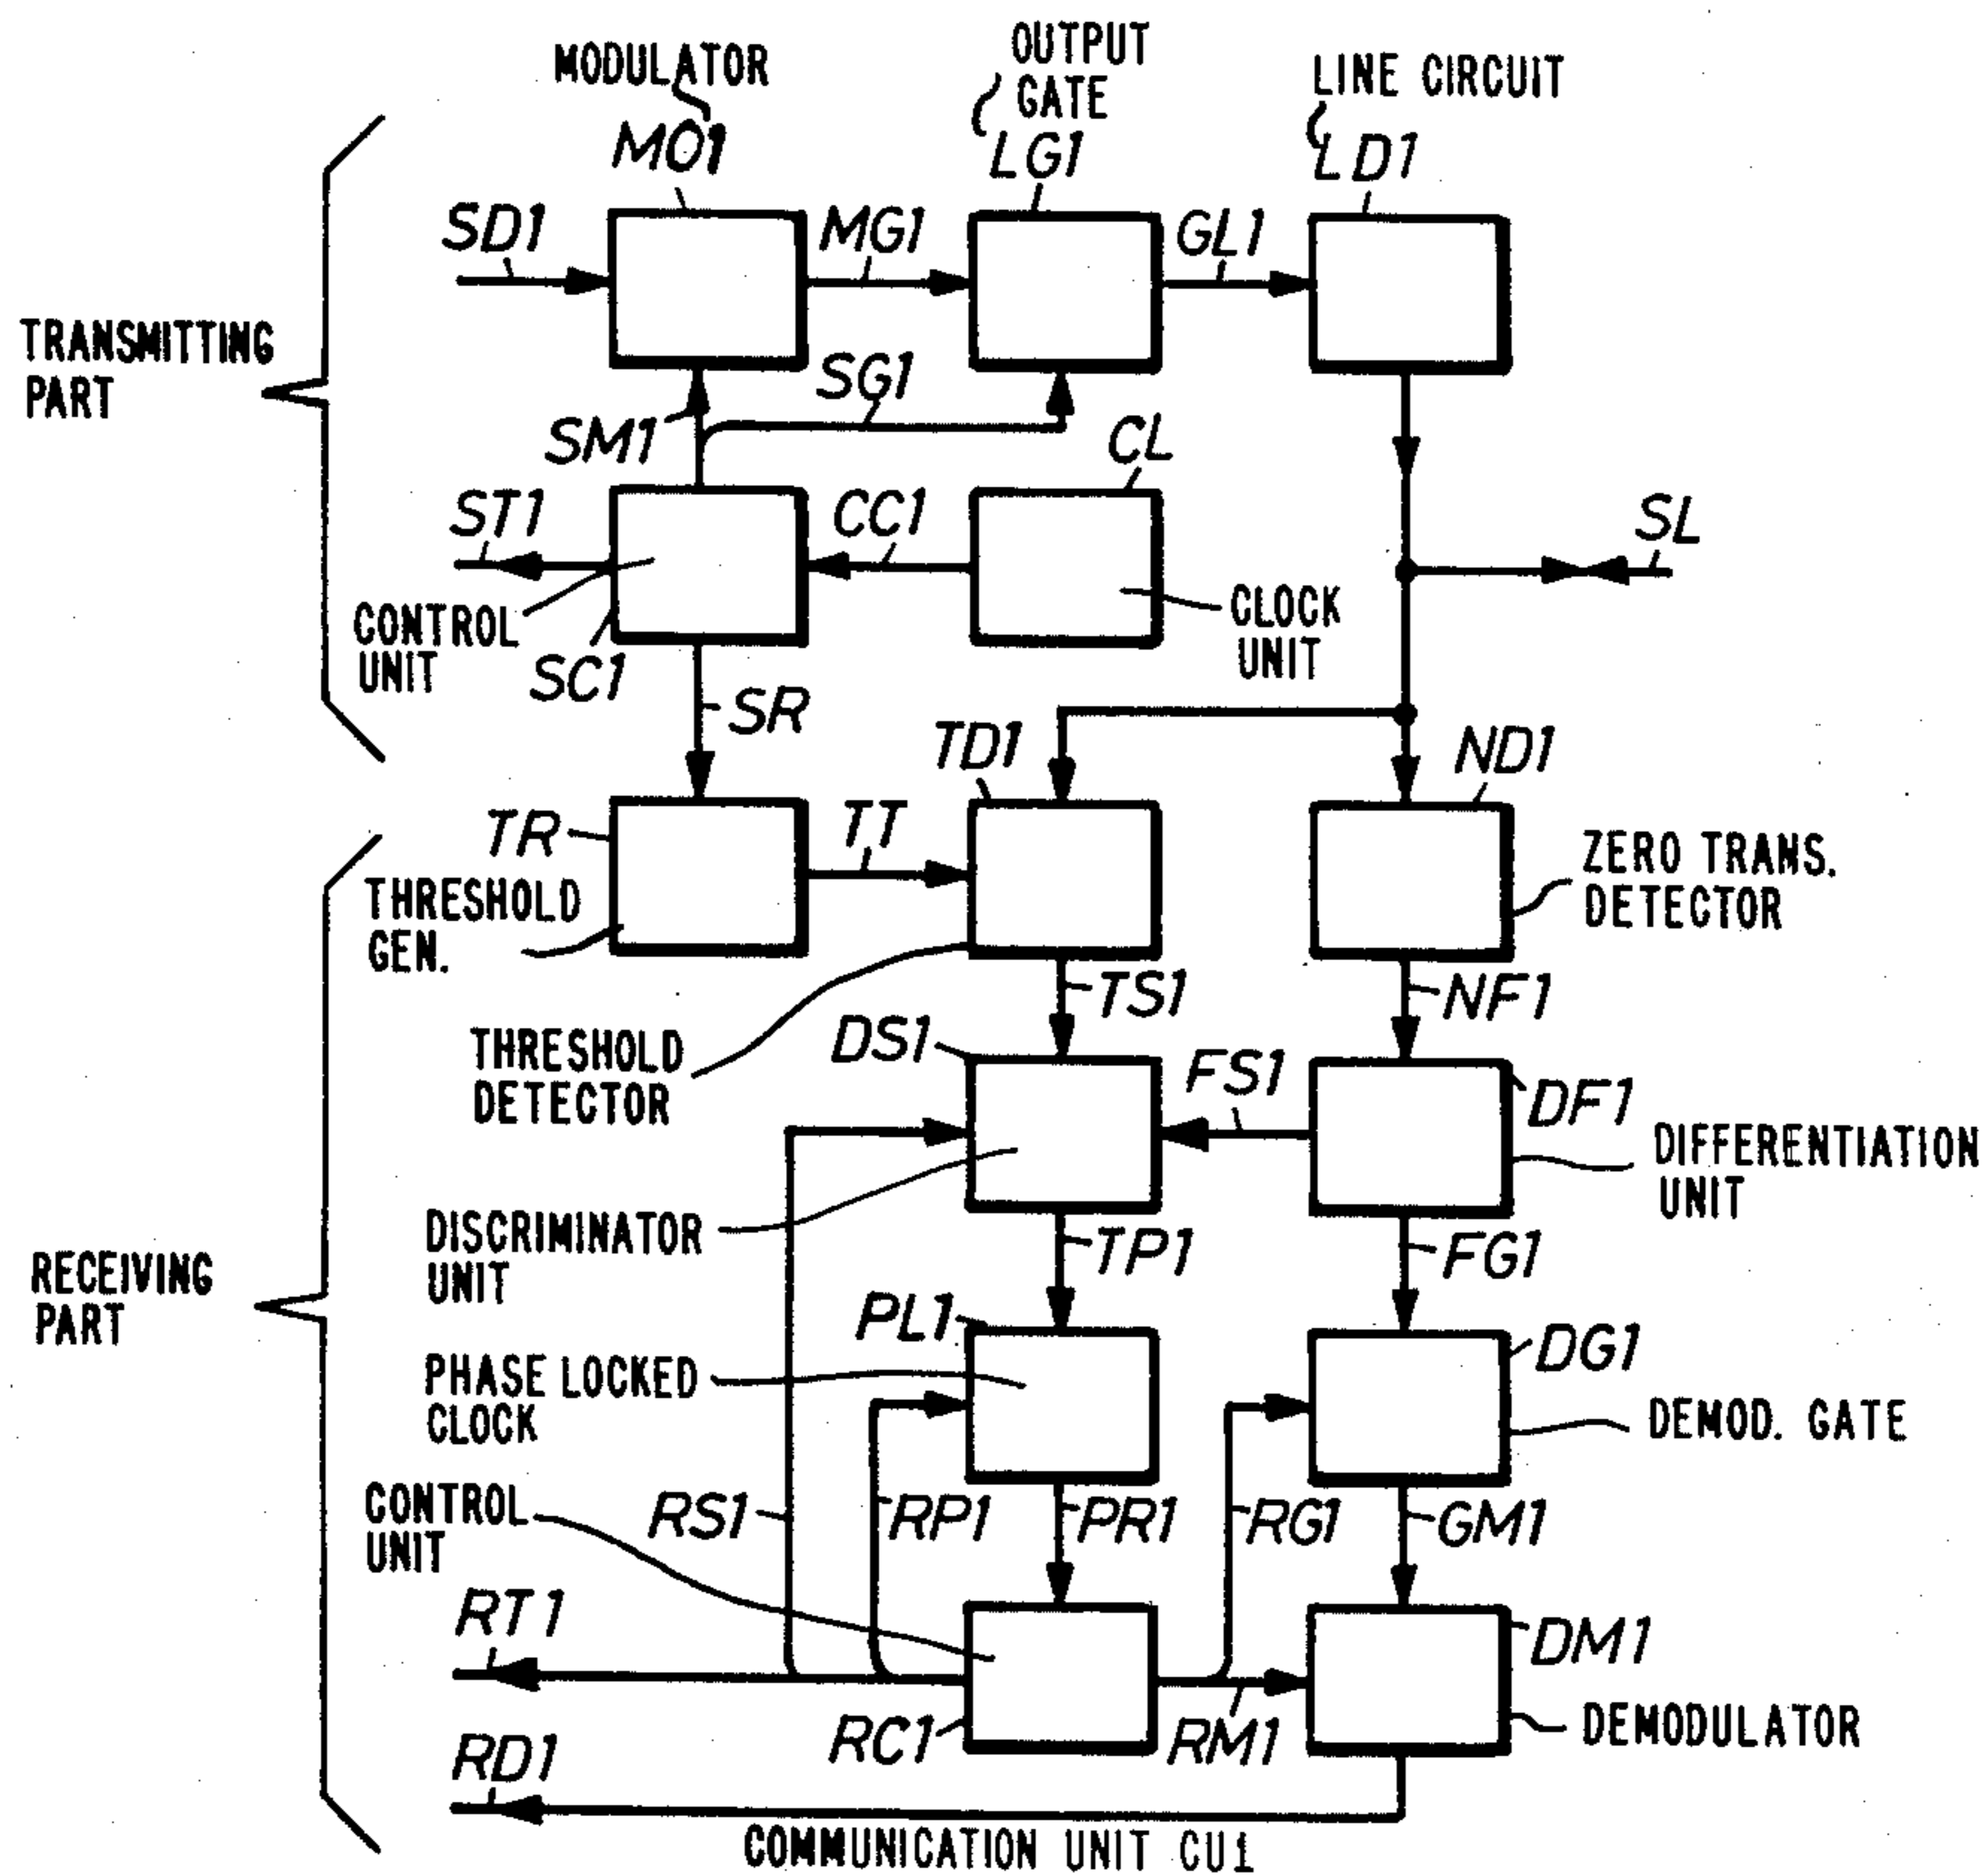 MODULATOR
MO1
OUTPUT
GATE
LG1
LINE CIRCUIT
LD1
SD1
MG1
GL1
TRANSMITTING
PART
SM1
SG1
CL
ST1
CC1
SL
CONTROL
UNIT
SC1
CLOCK
UNIT
SR
TD1
ND1
TR
TT
THRESHOLD
GEN.
ZERO TRANS.
DETECTOR
TS1
NF1
THRESHOLD
DETECTOR
DS1
FS1
DF1
DIFFERENTIATION
UNIT
DISCRIMINATOR
UNIT
TP1
FG1
RECEIVING
PART
PL1
DG1
PHASE LOCKED
CLOCK
DEMOD. GATE
CONTROL
UNIT
RS1
RP1
PR1
RG1
GM1
RT1
DM1
RC1
RM1
DEMODULATOR
RD1
COMMUNICATION UNIT CU1